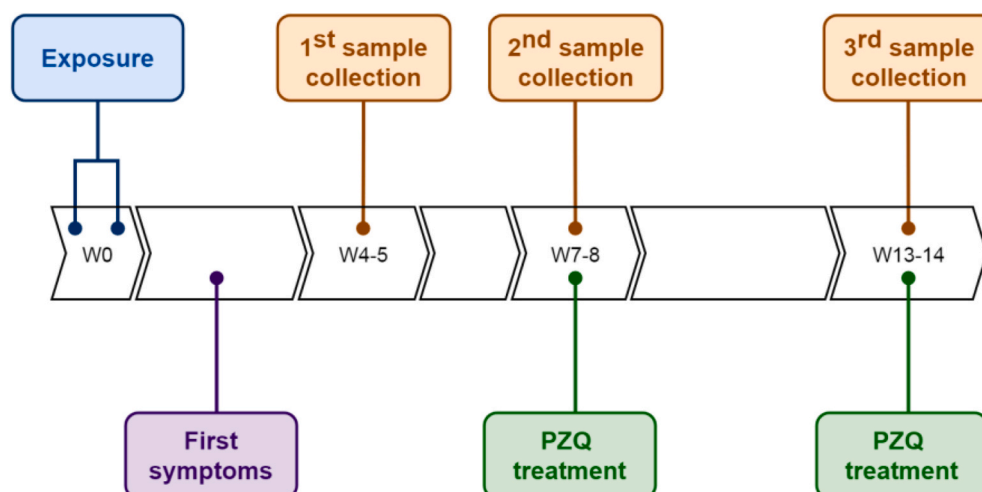 Exposure
1st sample
collection
2nd sample
collection
3rd sample
collection
W0
W4-5
W7-8
W13-14
First
symptoms
PZQ
treatment
PZQ
treatment